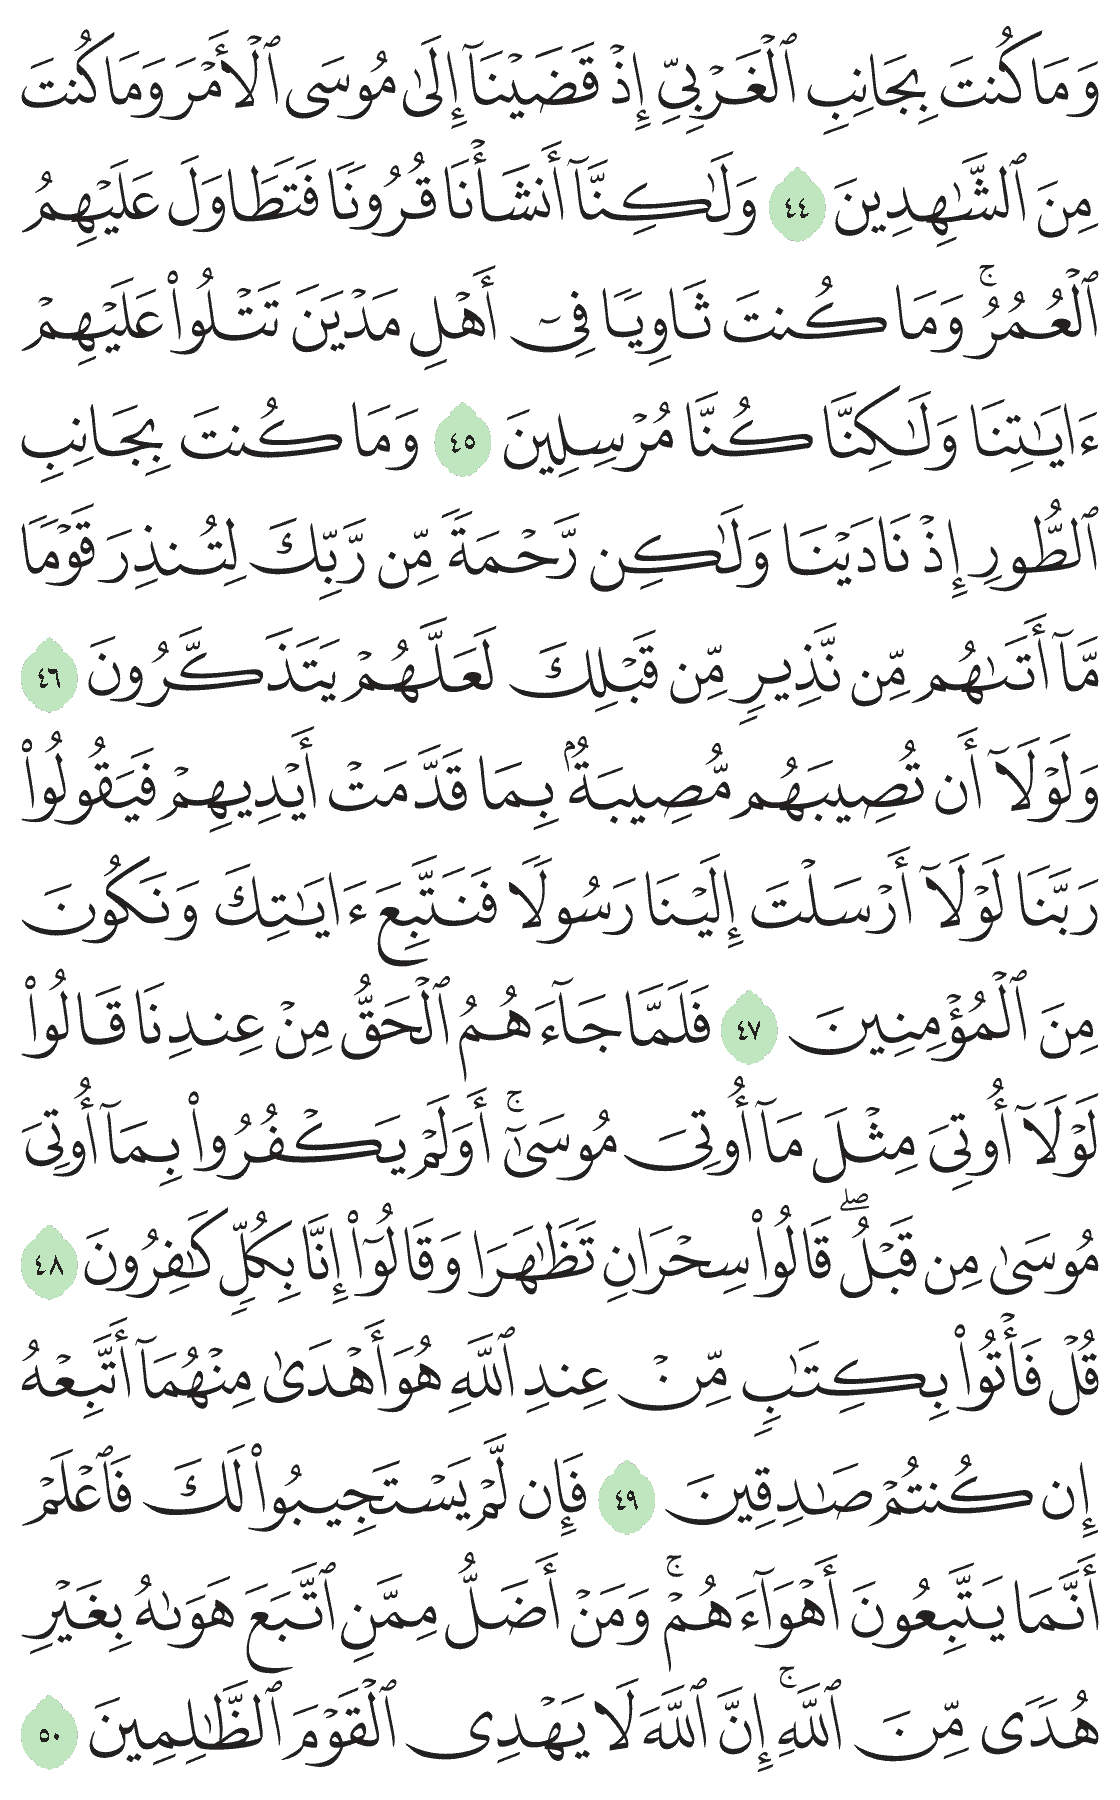 وَمَا كُنتَ بِجَانِبِ ٱلْغَرْبِيِّ إِذْ قَضَيْنَآ إِلَىٰ مُوسَى ٱلْأَمْرَ وَمَا كُنتَ
مِنَ ٱلشَّـٰهِدِينَ ٤٤ وَلَـٰكِنَّآ أَنشَأْنَا قُرُونًا فَتَطَاوَلَ عَلَيْهِمُ
ٱلْعُمُرُ ۚ وَمَا كُنتَ ثَاوِيًا فِىٓ أَهْلِ مَدْيَنَ تَتْلُوا۟ عَلَيْهِمْ
ءَايَـٰتِنَا وَلَـٰكِنَّا كُنَّا مُرْسِلِينَ ٤٥ وَمَا كُنتَ بِجَانِبِ
ٱلطُّورِ إِذْ نَادَيْنَا وَلَـٰكِن رَّحْمَةً مِّن رَّبِّكَ لِتُنذِرَ قَوْمًا
مَّآ أَتَىٰهُم مِّن نَّذِيرٍ مِّن قَبْلِكَ لَعَلَّهُمْ يَتَذَكَّرُونَ ٤٦
وَلَوْلَآ أَن تُصِيبَهُم مُّصِيبَةٌۢ بِمَا قَدَّمَتْ أَيْدِيهِمْ فَيَقُولُوا۟
رَبَّنَا لَوْلَآ أَرْسَلْتَ إِلَيْنَا رَسُولًا فَنَتَّبِعَ ءَايَـٰتِكَ وَنَكُونَ
مِنَ ٱلْمُؤْمِنِينَ ٤٧ فَلَمَّا جَآءَهُمُ ٱلْحَقُّ مِنْ عِندِنَا قَالُوا۟
لَوْلَآ أُوتِىَ مِثْلَ مَآ أُوتِىَ مُوسَىٰٓ ۚ أَوَلَمْ يَكْفُرُوا۟ بِمَآ أُوتِىَ
مُوسَىٰ مِن قَبْلُ ۖ قَالُوا۟ سِحْرَانِ تَظَـٰهَرَا وَقَالُوٓا۟ إِنَّا بِكُلٍّ كَـٰفِرُونَ ٤٨
قُلْ فَأْتُوا۟ بِكِتَـٰبٍ مِّنْ عِندِ ٱللَّهِ هُوَ أَهْدَىٰ مِنْهُمَآ أَتَّبِعْهُ
إِن كُنتُمْ صَـٰدِقِينَ ٤٩ فَإِن لَّمْ يَسْتَجِيبُوا۟ لَكَ فَٱعْلَمْ
أَنَّمَا يَتَّبِعُونَ أَهْوَآءَهُمْ ۚ وَمَنْ أَضَلُّ مِمَّنِ ٱتَّبَعَ هَوَىٰهُ بِغَيْرِ
هُدًى مِّنَ ٱللَّهِ ۚ إِنَّ ٱللَّهَ لَا يَهْدِى ٱلْقَوْمَ ٱلظَّـٰلِمِينَ ٥٠